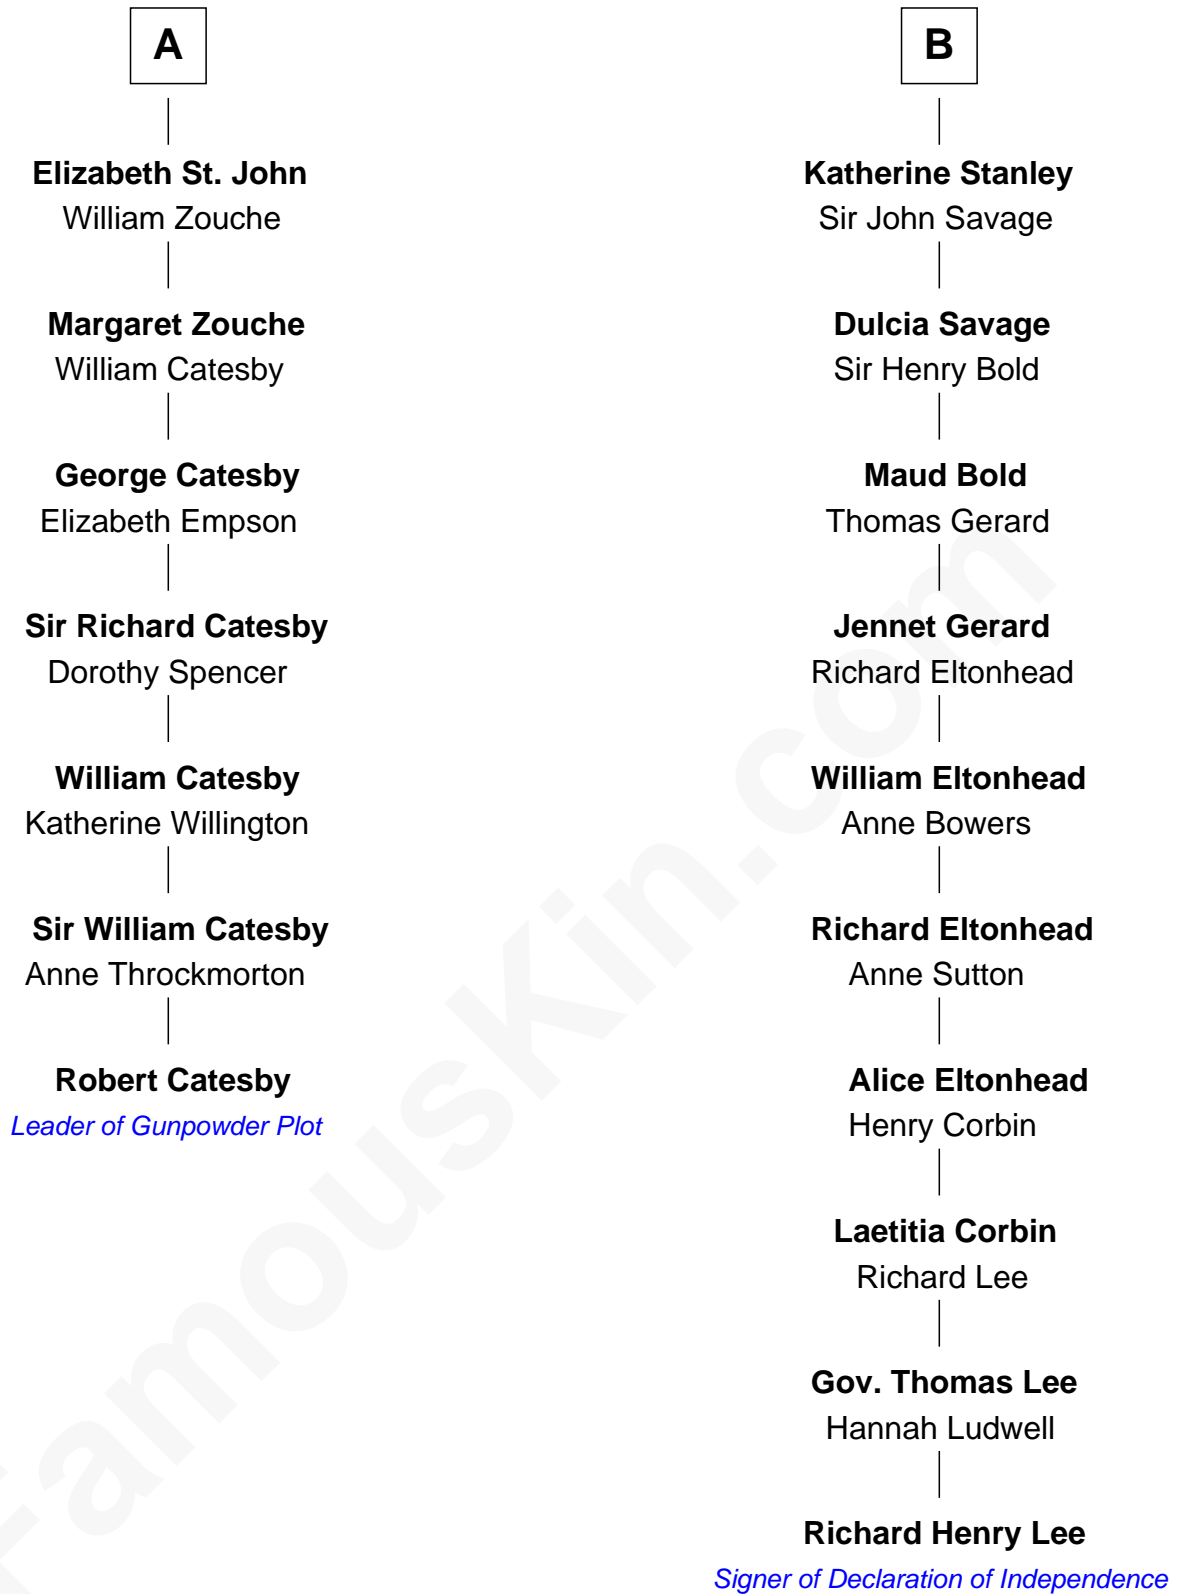 A
Elizabeth St. John
William Zouche
Margaret Zouche
William Catesby
George Catesby
Elizabeth Empson
Sir Richard Catesby
Dorothy Spencer
William Catesby
Katherine Willington
Sir William Catesby
Anne Throckmorton
Robert Catesby
Leader of Gunpowder Plot
B
Katherine Stanley
Sir John Savage
Dulcia Savage
Sir Henry Bold
Maud Bold
Thomas Gerard
Jennet Gerard
Richard Eltonhead
William Eltonhead
Anne Bowers
Richard Eltonhead
Anne Sutton
Alice Eltonhead
Henry Corbin
Laetitia Corbin
Richard Lee
Gov. Thomas Lee
Hannah Ludwell
Richard Henry Lee
Signer of Declaration of Independence
FamousKin.com